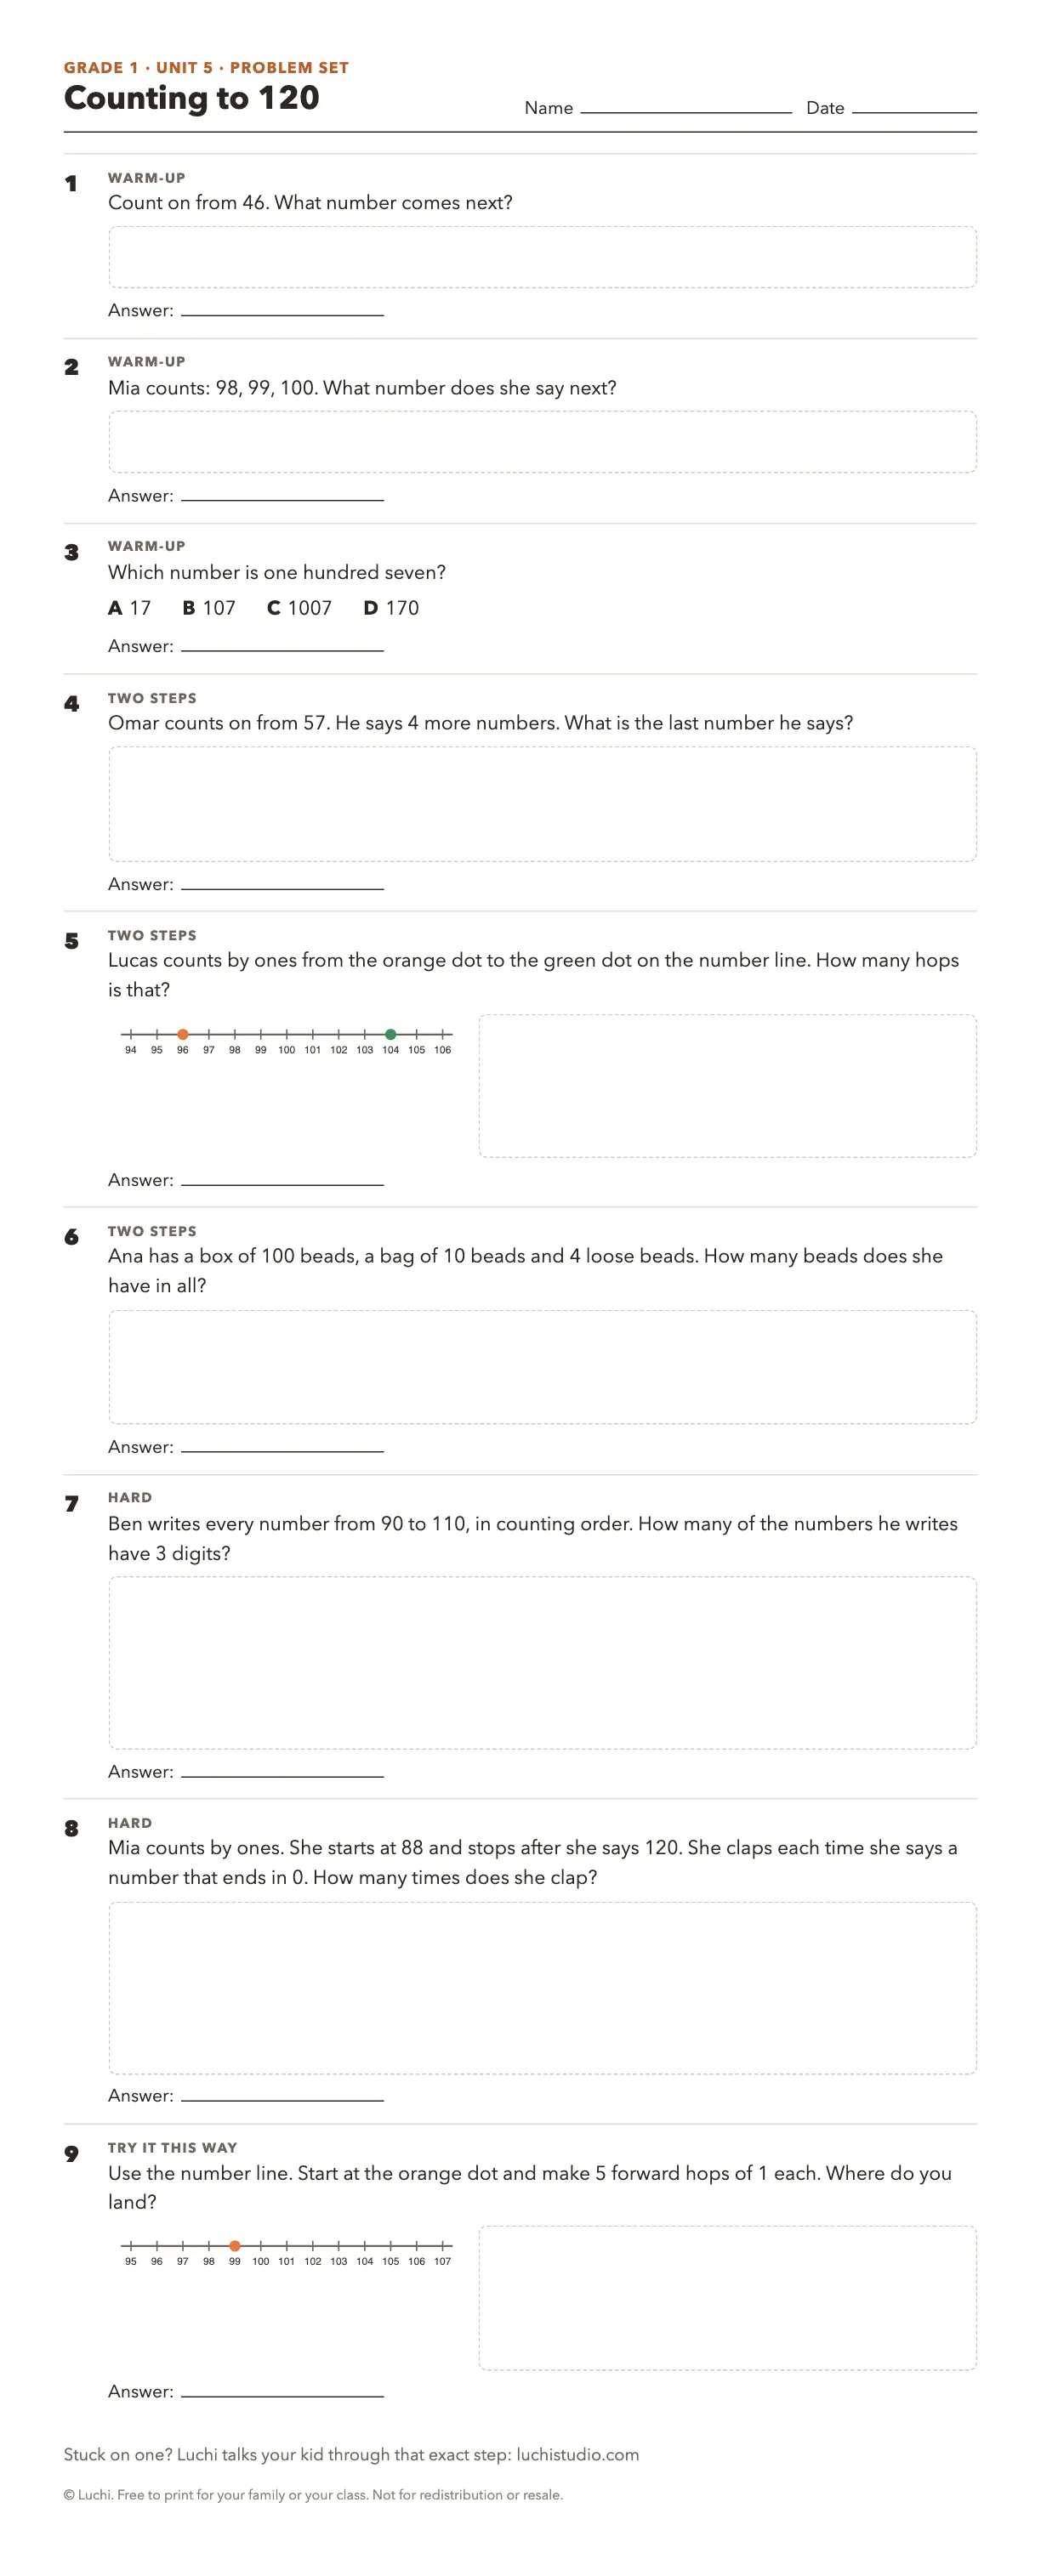 GRADE 1 · UNIT 5 · PROBLEM SET
Counting to 120
Name Date
1 WARM-UP
Count on from 46. What number comes next?
Answer:
2 WARM-UP
Mia counts: 98, 99, 100. What number does she say next?
Answer:
3 WARM-UP
Which number is one hundred seven?
A 17 B 107 C 1007 D 170
Answer:
4 TWO STEPS
Omar counts on from 57. He says 4 more numbers. What is the last number he says?
Answer:
5 TWO STEPS
Lucas counts by ones from the orange dot to the green dot on the number line. How many hops
is that?
94 95 96 97 98 99 100 101 102 103 104 105 106
Answer:
6 TWO STEPS
Ana has a box of 100 beads, a bag of 10 beads and 4 loose beads. How many beads does she
have in all?
Answer:
7 HARD
Ben writes every number from 90 to 110, in counting order. How many of the numbers he writes
have 3 digits?
Answer:
8 HARD
Mia counts by ones. She starts at 88 and stops after she says 120. She claps each time she says a
number that ends in 0. How many times does she clap?
Answer:
9 TRY IT THIS WAY
Use the number line. Start at the orange dot and make 5 forward hops of 1 each. Where do you
land?
95 96 97 98 99 100 101 102 103 104 105 106 107
Answer:
Stuck on one? Luchi talks your kid through that exact step: luchistudio.com
© Luchi. Free to print for your family or your class. Not for redistribution or resale.